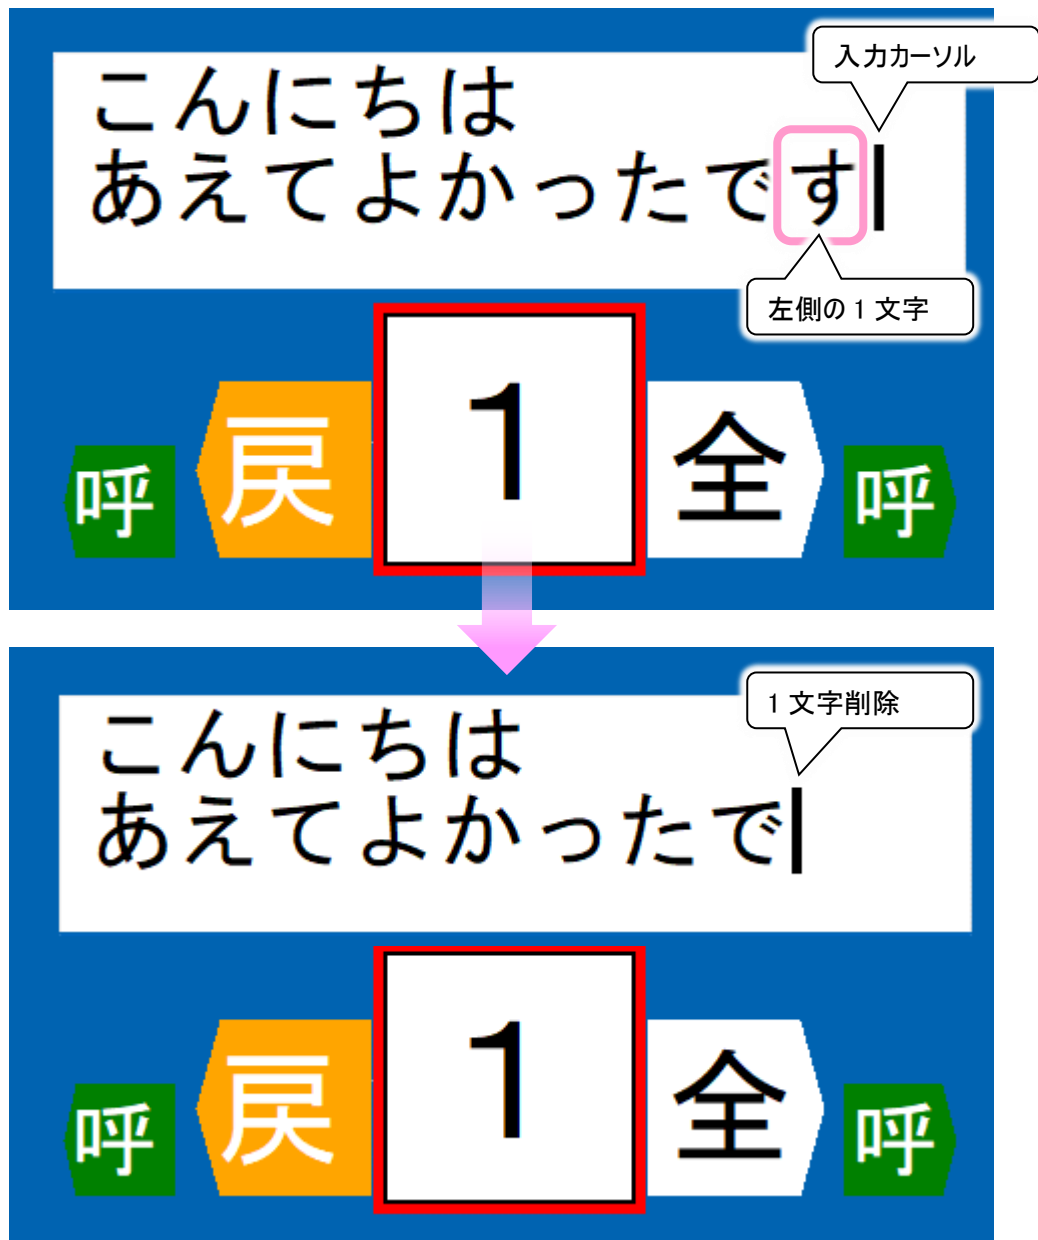 入力カーソル
こんにちは
あえてよかったです
左側の1文字
呼 戻 1 全 呼
1文字削除
こんにちは
あえてよかったで
呼 戻 1 全 呼